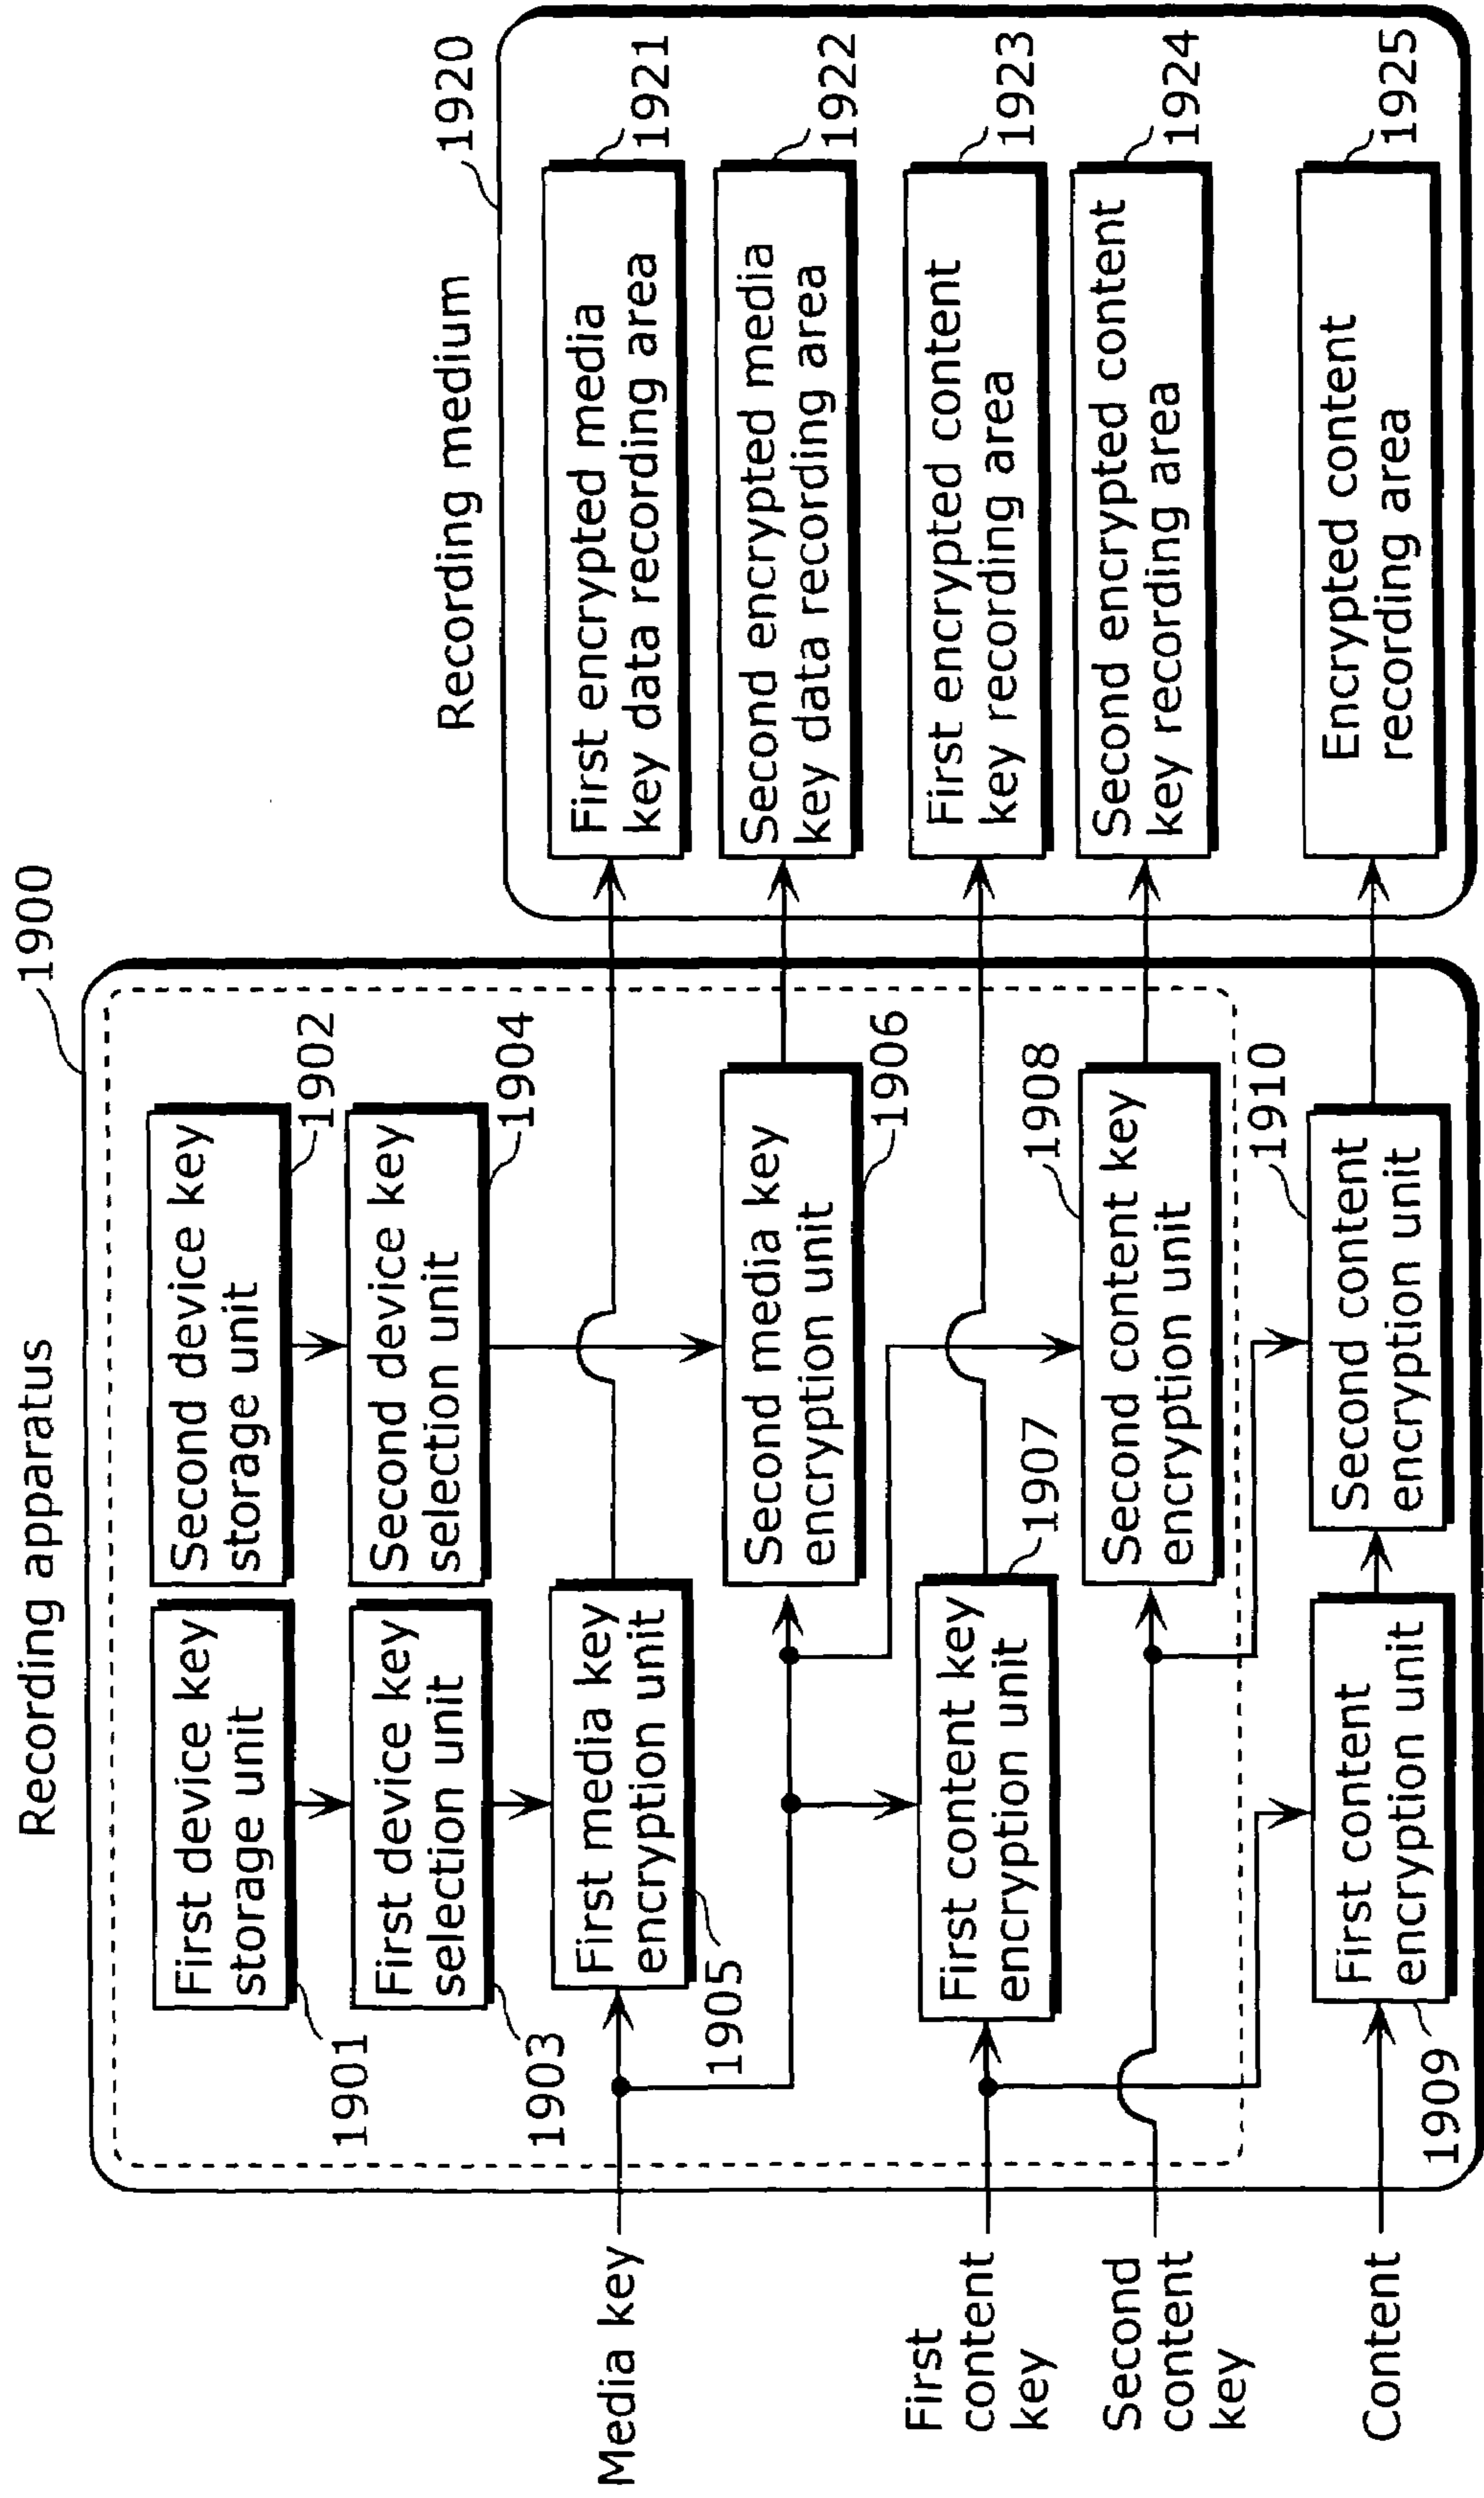 Recording apparatus
1900
First device key
storage unit
1901
Second device key
storage unit
1902
First device key
selection unit
1903
Second device key
selection unit
1904
Media key
First media key
encryption unit
1905
Second media key
encryption unit
1906
First
content
key
First content key
encryption unit
1907
Second
content
key
Second content key
encryption unit
1908
Content
First content
encryption unit
1909
Second content
encryption unit
1910
Recording medium
1920
First encrypted media
key data recording area
1921
Second encrypted media
key data recording area
1922
First encrypted content
key recording area
1923
Second encrypted content
key recording area
1924
Encrypted content
recording area
1925